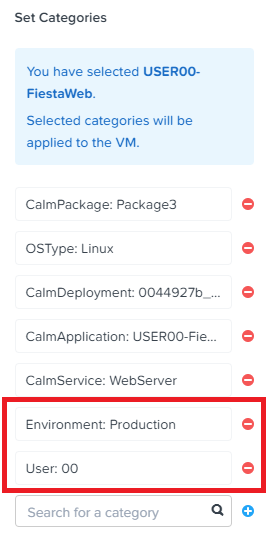 Set Categories
You have selected USER00-
FiestaWeb.
Selected categories will be
applied to the VM.
CalmPackage: Package3
OSType: Linux
CalmDeployment: 0044927b_...
CalmApplication: USER00-Fie...
CalmService: WebServer
Environment: Production
User: 00
Search for a category